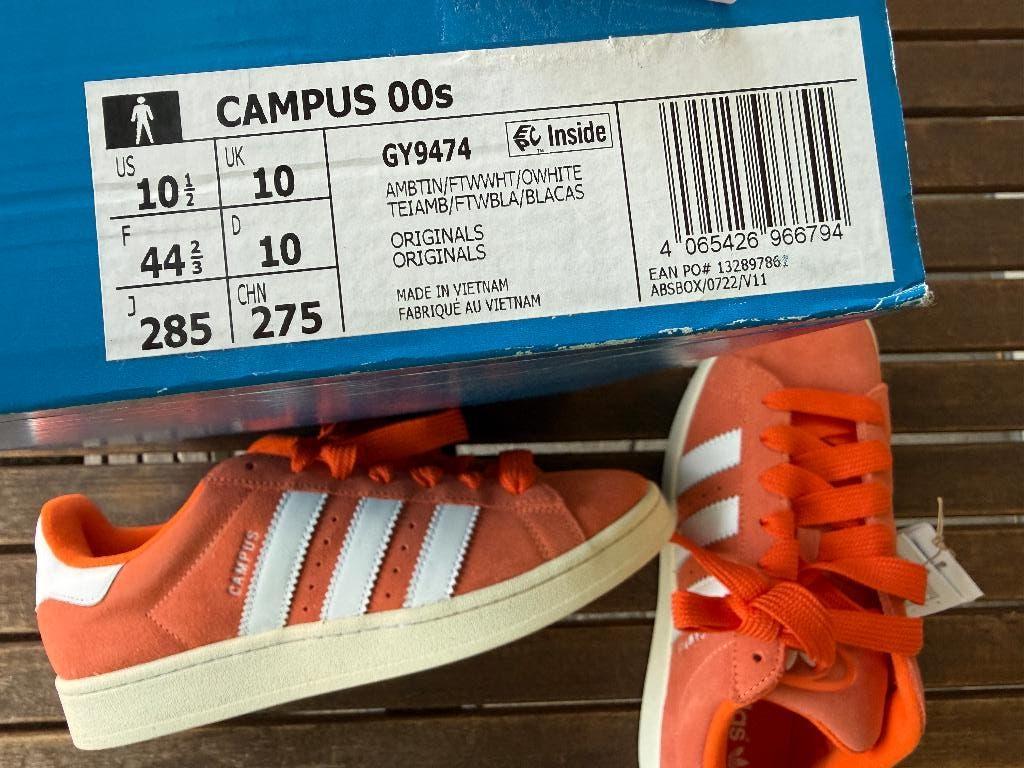 CAMPUS 00s
US 10 1/2
UK 10
F 44 2/3
D 10
J 285
CHN 275
GY9474
EC Inside
™
AMBTIN/FTWWHT/OWHITE
TEIAMB/FTWBLA/BLACAS
ORIGINALS
ORIGINALS
MADE IN VIETNAM
FABRIQUÉ AU VIETNAM
4 065426 966794
EAN PO# 13289786
ABSBOX/0722/V11
CAMPUS